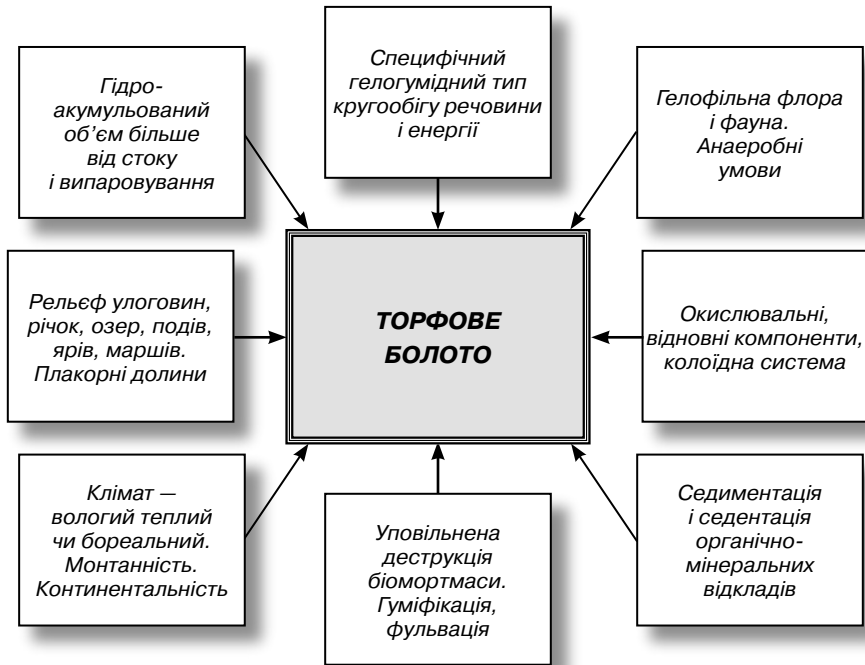 Гідро-
акумульований
об’єм більше
від стоку
і випаровування
Специфічний
гелогумідний тип
кругообігу речовини
і енергії
Гелофільна флора
і фауна.
Анаеробні
умови
Рельєф улоговин,
річок, озер, подів,
ярів, маршів.
Плакорні долини
ТОРФОВЕ
БОЛОТО
Окислювальні,
відновні компоненти,
колоїдна система
Клімат —
вологий теплий
чи бореальний.
Монтанність.
Континентальність
Уповільнена
деструкція
біомортмаси.
Гуміфікація,
фульвація
Седиментація
і седентація
органічно-
мінеральних
відкладів